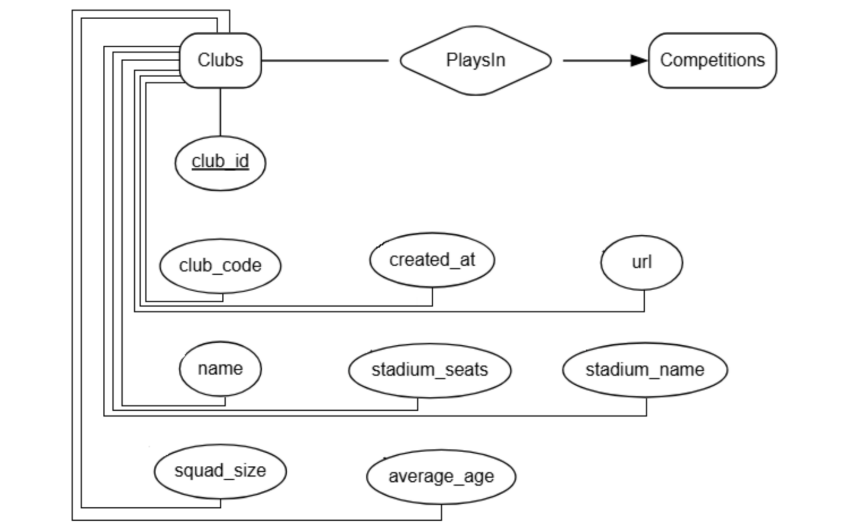 Clubs
PlaysIn
Competitions
club_id
club_code
created_at
url
name
stadium_seats
stadium_name
squad_size
average_age